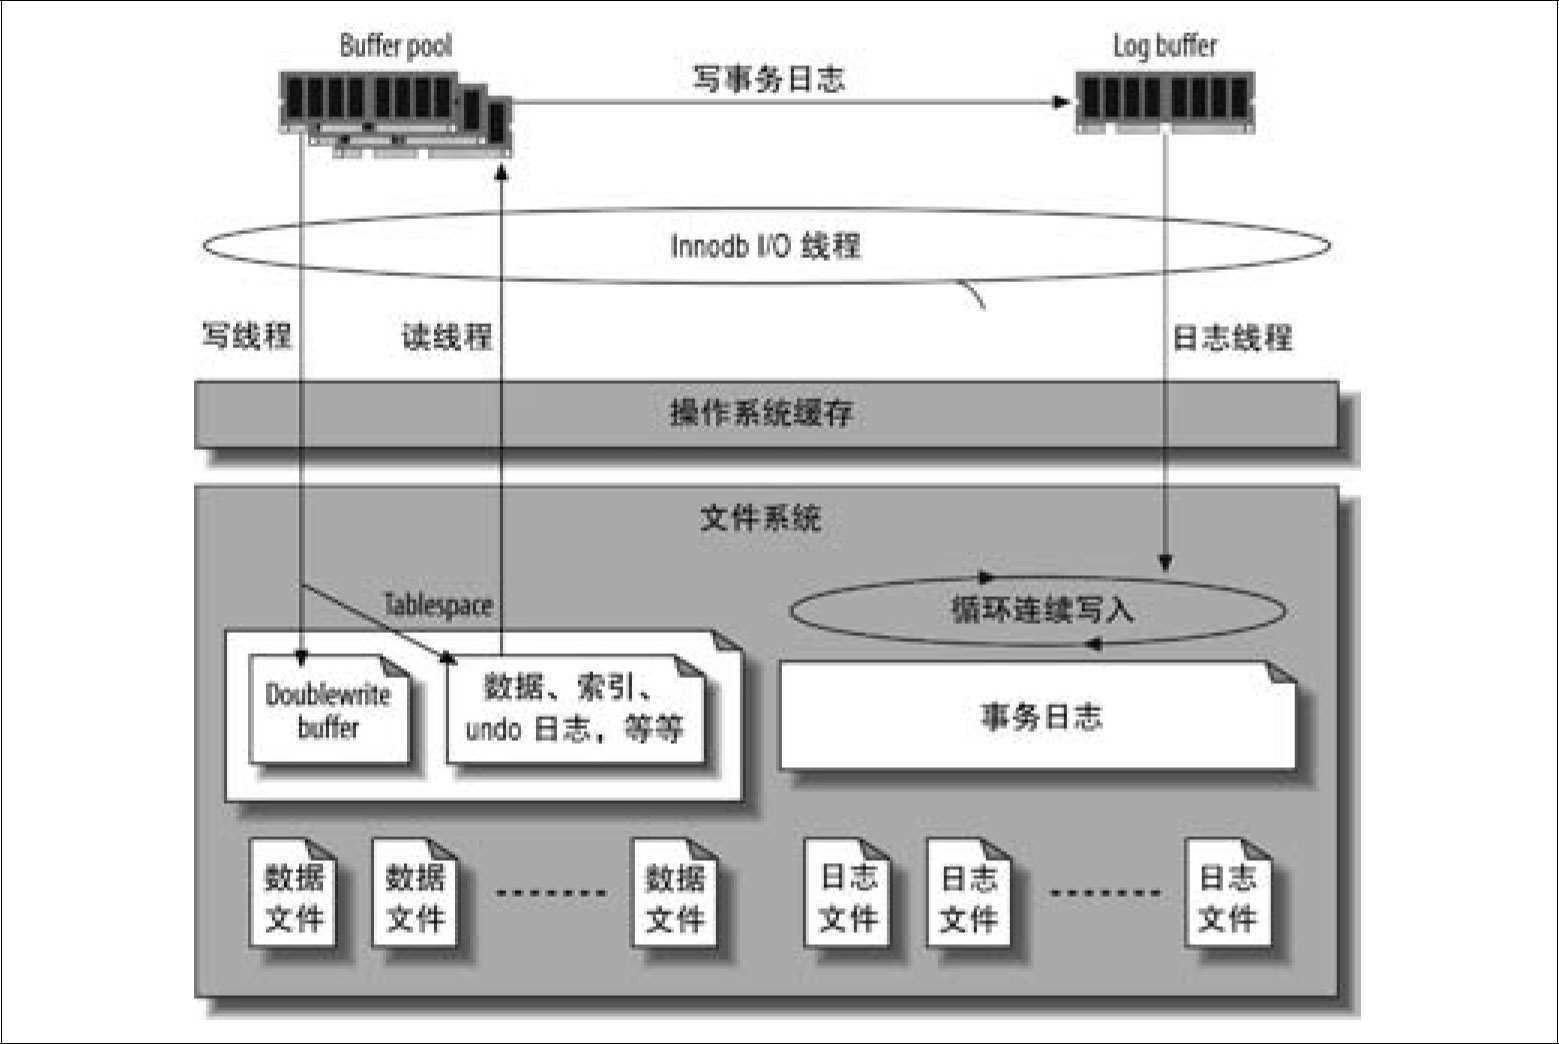 Buffer pool
Log buffer
写事务日志
Innodb I/O 线程
写线程
读线程
日志线程
操作系统缓存
文件系统
Tablespace
循环连续写入
Doublewrite
buffer
数据、索引、
undo 日志，等等
事务日志
数据
文件
数据
文件
数据
文件
日志
文件
日志
文件
日志
文件